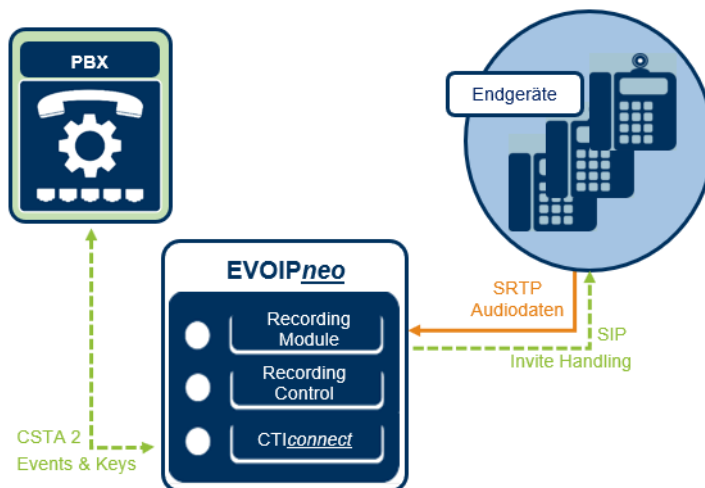 PBX
Endgeräte
EVOIPneo
Recording
Module
Recording
Control
CTIconnect
SRTP
Audiodaten
SIP
Invite Handling
CSTA 2
Events & Keys